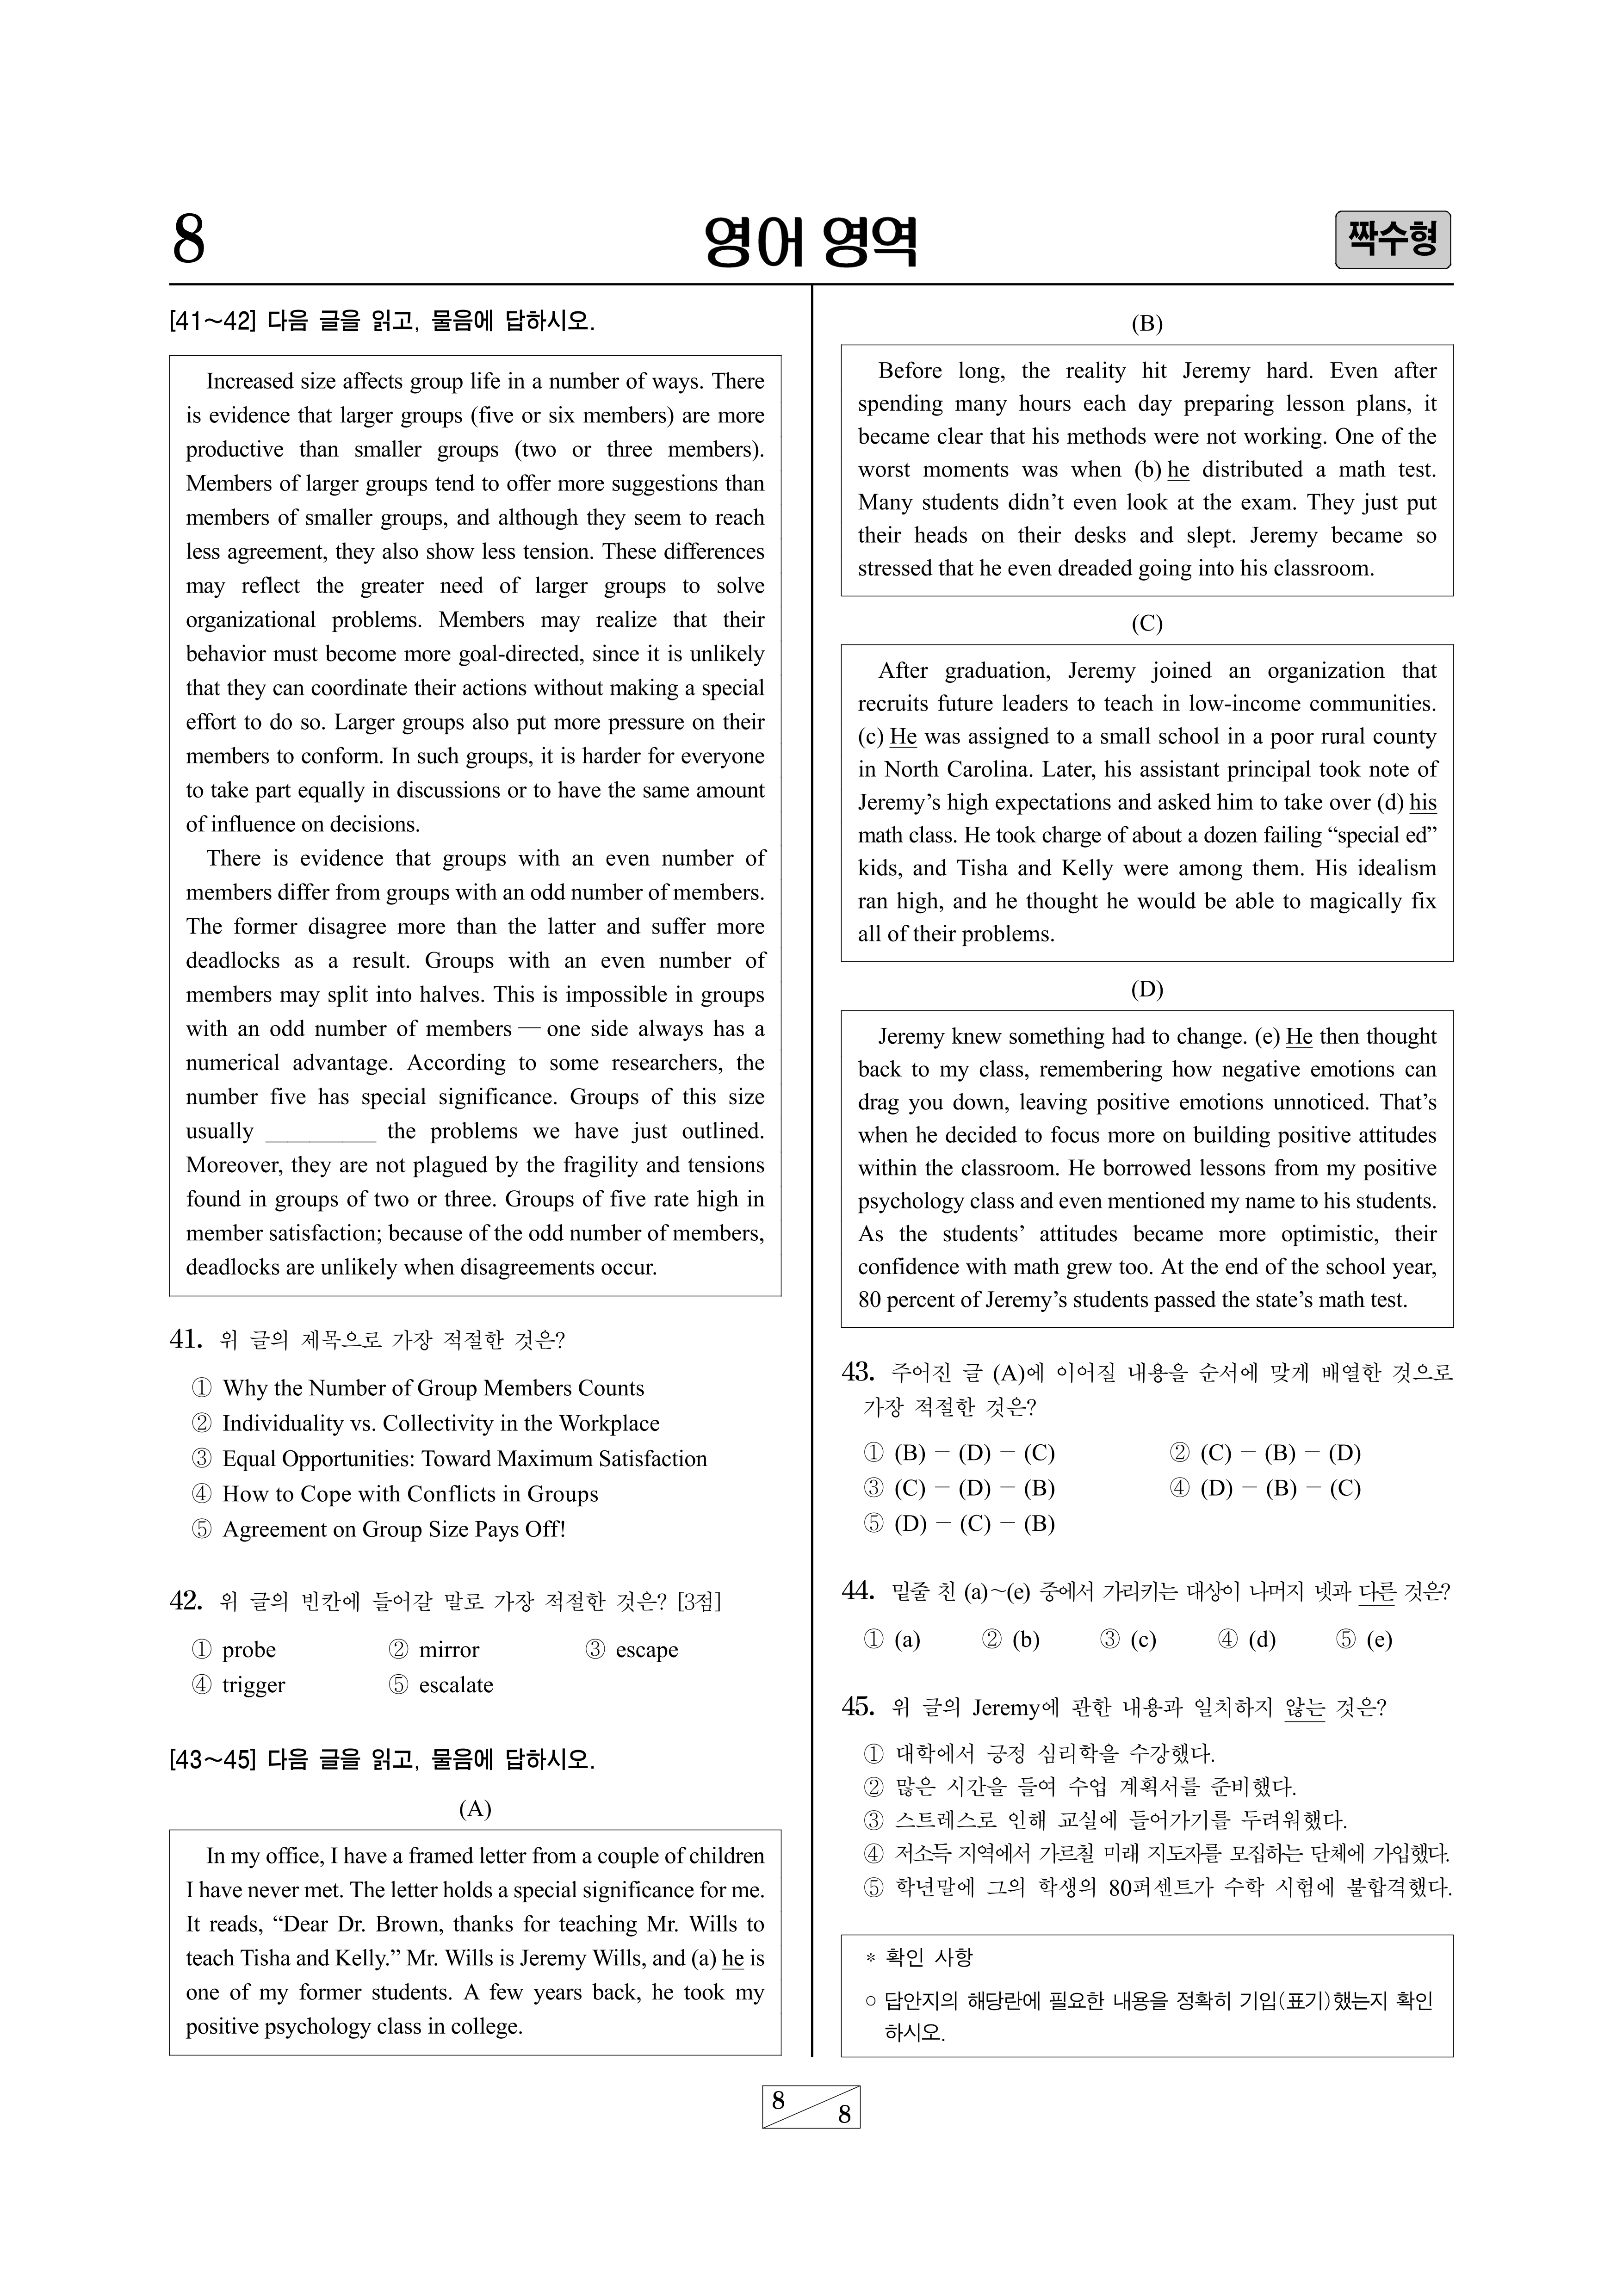 8
영어 영역
짝수형
[41~42] 다음 글을 읽고, 물음에 답하시오.
Increased size affects group life in a number of ways. There
is evidence that larger groups (five or six members) are more
productive than smaller groups (two or three members).
Members of larger groups tend to offer more suggestions than
members of smaller groups, and although they seem to reach
less agreement, they also show less tension. These differences
may reflect the greater need of larger groups to solve
organizational problems. Members may realize that their
behavior must become more goal-directed, since it is unlikely
that they can coordinate their actions without making a special
effort to do so. Larger groups also put more pressure on their
members to conform. In such groups, it is harder for everyone
to take part equally in discussions or to have the same amount
of influence on decisions.
There is evidence that groups with an even number of
members differ from groups with an odd number of members.
The former disagree more than the latter and suffer more
deadlocks as a result. Groups with an even number of
members may split into halves. This is impossible in groups
with an odd number of members — one side always has a
numerical advantage. According to some researchers, the
number five has special significance. Groups of this size
usually __________ the problems we have just outlined.
Moreover, they are not plagued by the fragility and tensions
found in groups of two or three. Groups of five rate high in
member satisfaction; because of the odd number of members,
deadlocks are unlikely when disagreements occur.
41. 위 글의 제목으로 가장 적절한 것은?
① Why the Number of Group Members Counts
② Individuality vs. Collectivity in the Workplace
③ Equal Opportunities: Toward Maximum Satisfaction
④ How to Cope with Conflicts in Groups
⑤ Agreement on Group Size Pays Off!
42. 위 글의 빈칸에 들어갈 말로 가장 적절한 것은? [3점]
① probe ② mirror ③ escape
④ trigger ⑤ escalate
[43~45] 다음 글을 읽고, 물음에 답하시오.
(A)
In my office, I have a framed letter from a couple of children
I have never met. The letter holds a special significance for me.
It reads, “Dear Dr. Brown, thanks for teaching Mr. Wills to
teach Tisha and Kelly.” Mr. Wills is Jeremy Wills, and (a) he is
one of my former students. A few years back, he took my
positive psychology class in college.
(B)
Before long, the reality hit Jeremy hard. Even after
spending many hours each day preparing lesson plans, it
became clear that his methods were not working. One of the
worst moments was when (b) he distributed a math test.
Many students didn’t even look at the exam. They just put
their heads on their desks and slept. Jeremy became so
stressed that he even dreaded going into his classroom.
(C)
After graduation, Jeremy joined an organization that
recruits future leaders to teach in low-income communities.
(c) He was assigned to a small school in a poor rural county
in North Carolina. Later, his assistant principal took note of
Jeremy’s high expectations and asked him to take over (d) his
math class. He took charge of about a dozen failing “special ed”
kids, and Tisha and Kelly were among them. His idealism
ran high, and he thought he would be able to magically fix
all of their problems.
(D)
Jeremy knew something had to change. (e) He then thought
back to my class, remembering how negative emotions can
drag you down, leaving positive emotions unnoticed. That’s
when he decided to focus more on building positive attitudes
within the classroom. He borrowed lessons from my positive
psychology class and even mentioned my name to his students.
As the students’ attitudes became more optimistic, their
confidence with math grew too. At the end of the school year,
80 percent of Jeremy’s students passed the state’s math test.
43. 주어진 글 (A)에 이어질 내용을 순서에 맞게 배열한 것으로
가장 적절한 것은?
① (B) － (D) － (C) ② (C) － (B) － (D)
③ (C) － (D) － (B) ④ (D) － (B) － (C)
⑤ (D) － (C) － (B)
44. 밑줄 친 (a)~(e) 중에서 가리키는 대상이 나머지 넷과 다른 것은?
① (a) ② (b) ③ (c) ④ (d) ⑤ (e)
45. 위 글의 Jeremy에 관한 내용과 일치하지 않는 것은?
① 대학에서 긍정 심리학을 수강했다.
② 많은 시간을 들여 수업 계획서를 준비했다.
③ 스트레스로 인해 교실에 들어가기를 두려워했다.
④ 저소득 지역에서 가르칠 미래 지도자를 모집하는 단체에 가입했다.
⑤ 학년말에 그의 학생의 80퍼센트가 수학 시험에 불합격했다.
* 확인 사항
○ 답안지의 해당란에 필요한 내용을 정확히 기입(표기)했는지 확인
하시오.
8
8